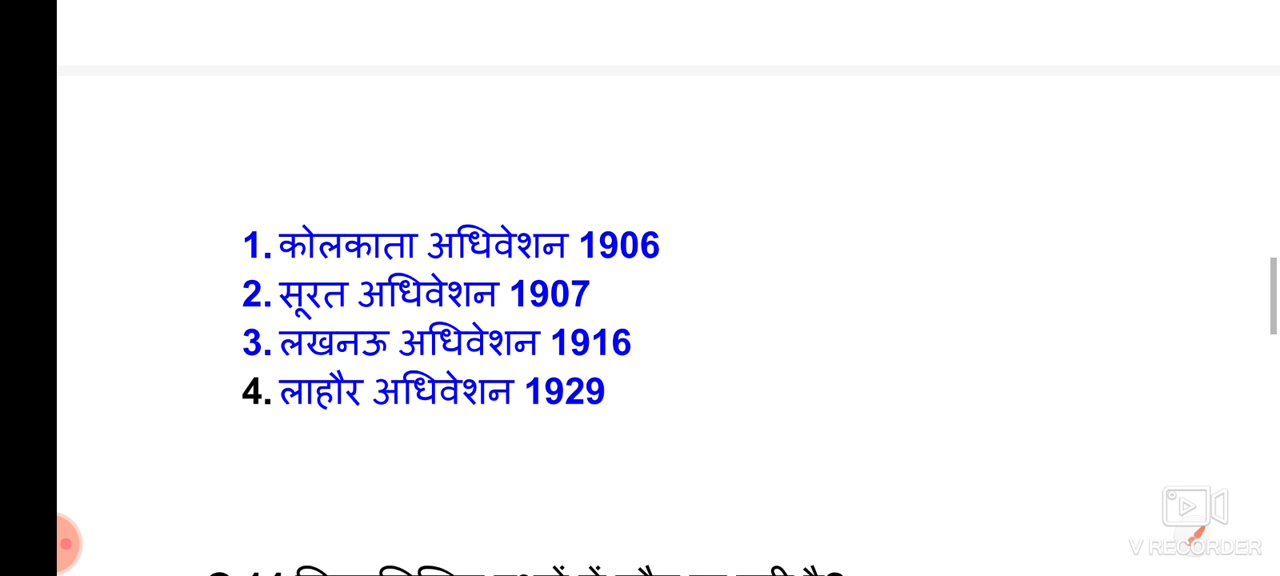 1. कोलकाता अधिवेशन 1906
2. सूरत अधिवेशन 1907
3. लखनऊ अधिवेशन 1916
4. लाहौर अधिवेशन 1929
V RECORDER